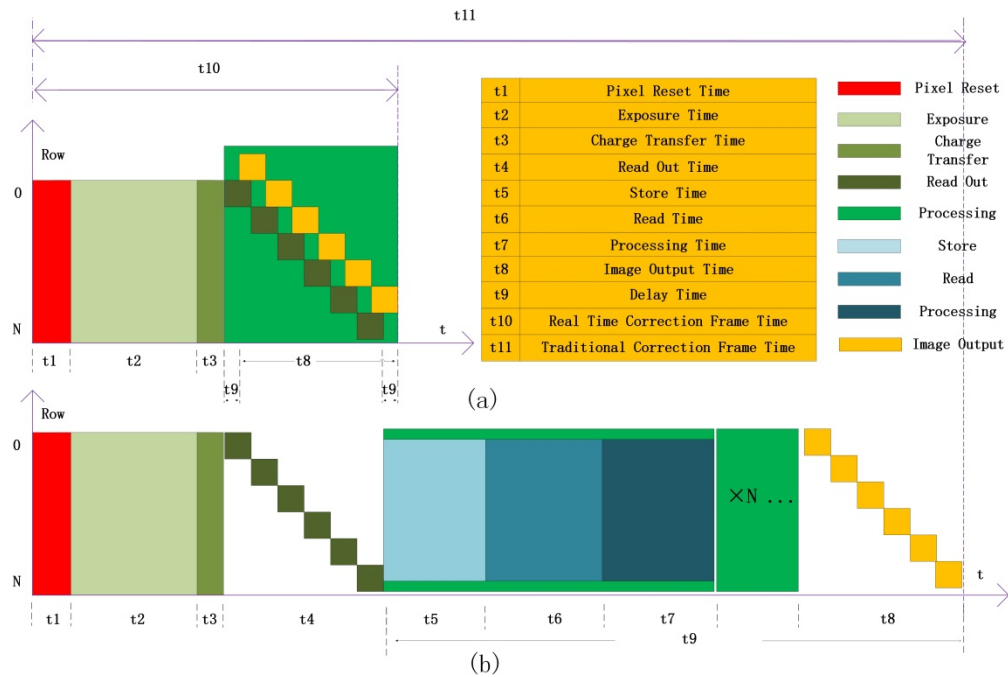 t11
t10
Row
0
N
t
t1 t2 t3 t8
t9 t9
(a)
t1 Pixel Reset Time
t2 Exposure Time
t3 Charge Transfer Time
t4 Read Out Time
t5 Store Time
t6 Read Time
t7 Processing Time
t8 Image Output Time
t9 Delay Time
t10 Real Time Correction Frame Time
t11 Traditional Correction Frame Time
Pixel Reset
Exposure
Charge
Transfer
Read Out
Processing
Store
Read
Processing
Image Output
Row
0
N
×N ...
t
t1 t2 t3 t4 t5 t6 t7 t8
t9
(b)